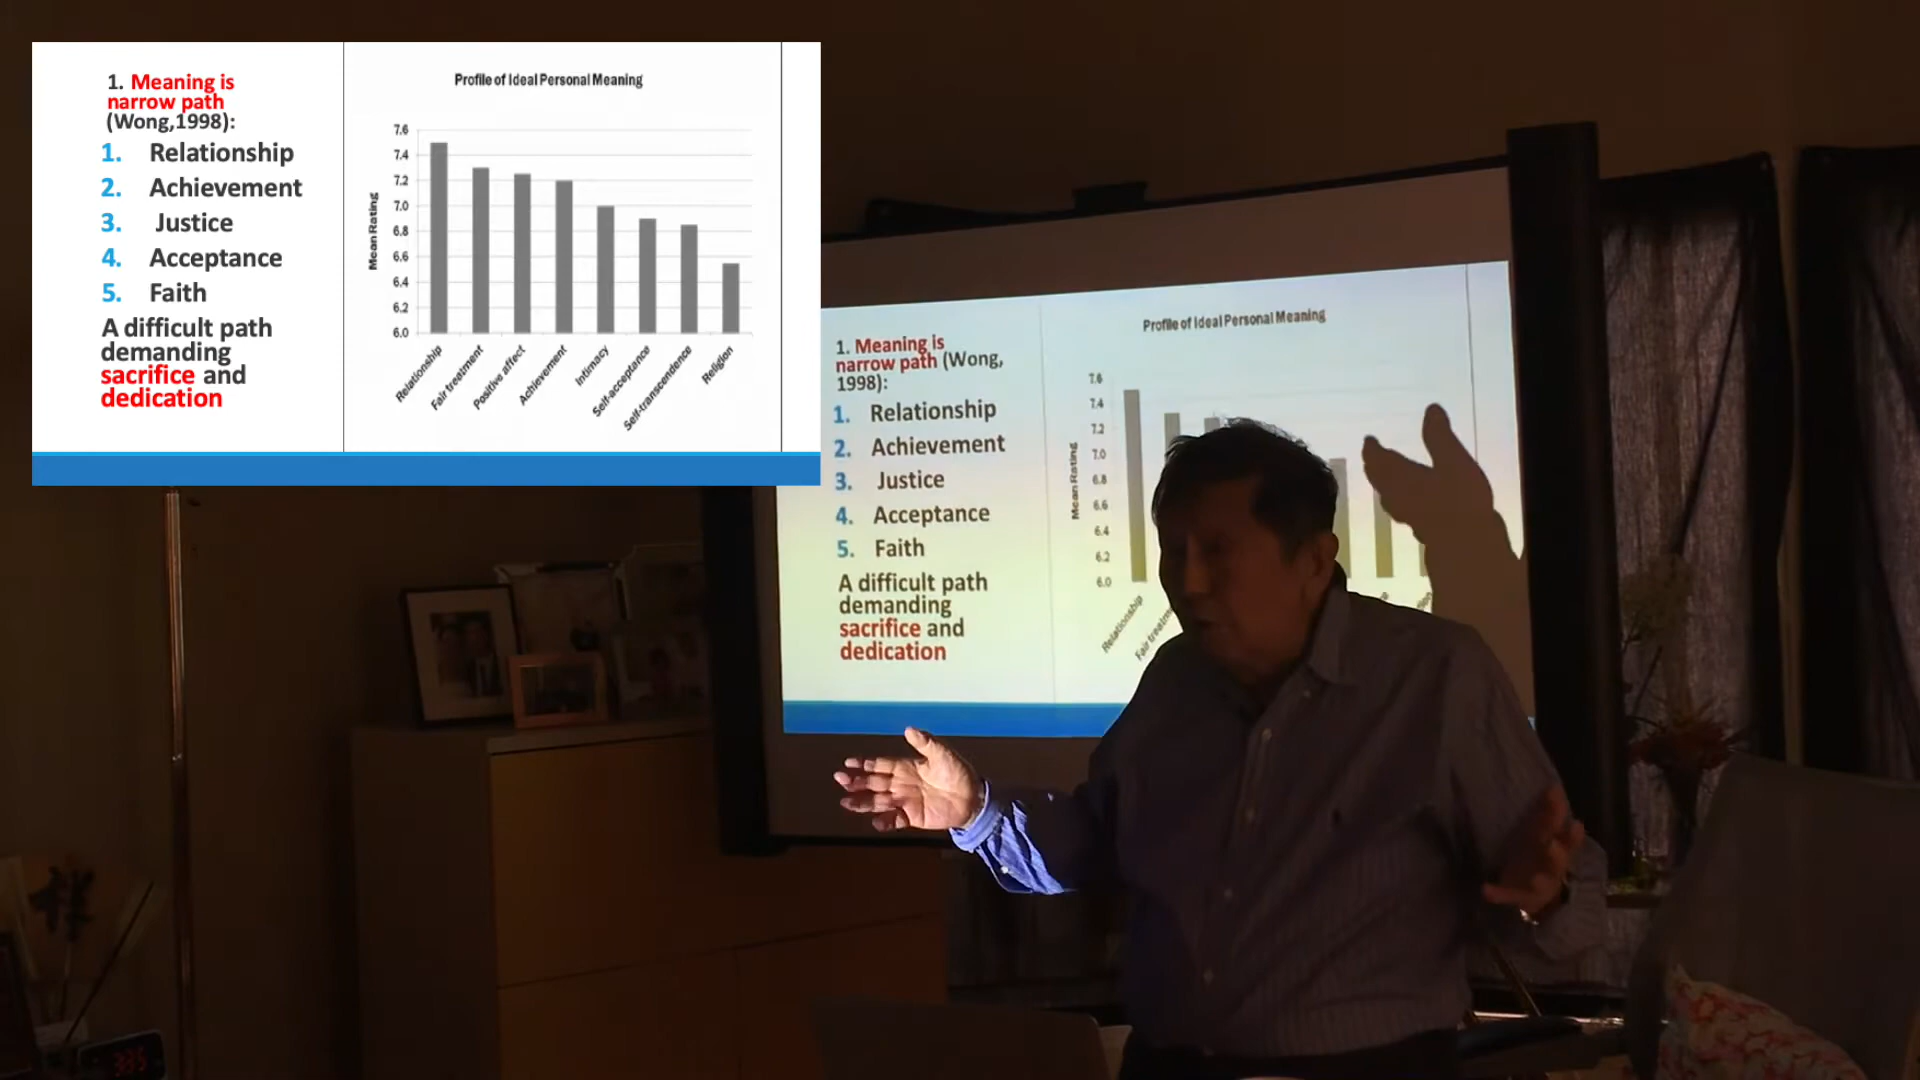 1. Meaning is
narrow path
(Wong,1998):
1. Relationship
2. Achievement
3. Justice
4. Acceptance
5. Faith
A difficult path
demanding
sacrifice and
dedication
Profile of Ideal Personal Meaning
Mean Rating
7.6
7.4
7.2
7.0
6.8
6.6
6.4
6.2
6.0
Relationship
Fair treatment
Positive affect
Achievement
Intimacy
Self-acceptance
Self-transcendence
Religion
1. Meaning is
narrow path (Wong,
1998):
1. Relationship
2. Achievement
3. Justice
4. Acceptance
5. Faith
A difficult path
demanding
sacrifice and
dedication
Profile of Ideal Personal Meaning
Mean Rating
7.6
7.4
7.2
7.0
6.8
6.6
6.4
6.2
6.0
Relationship
Fair